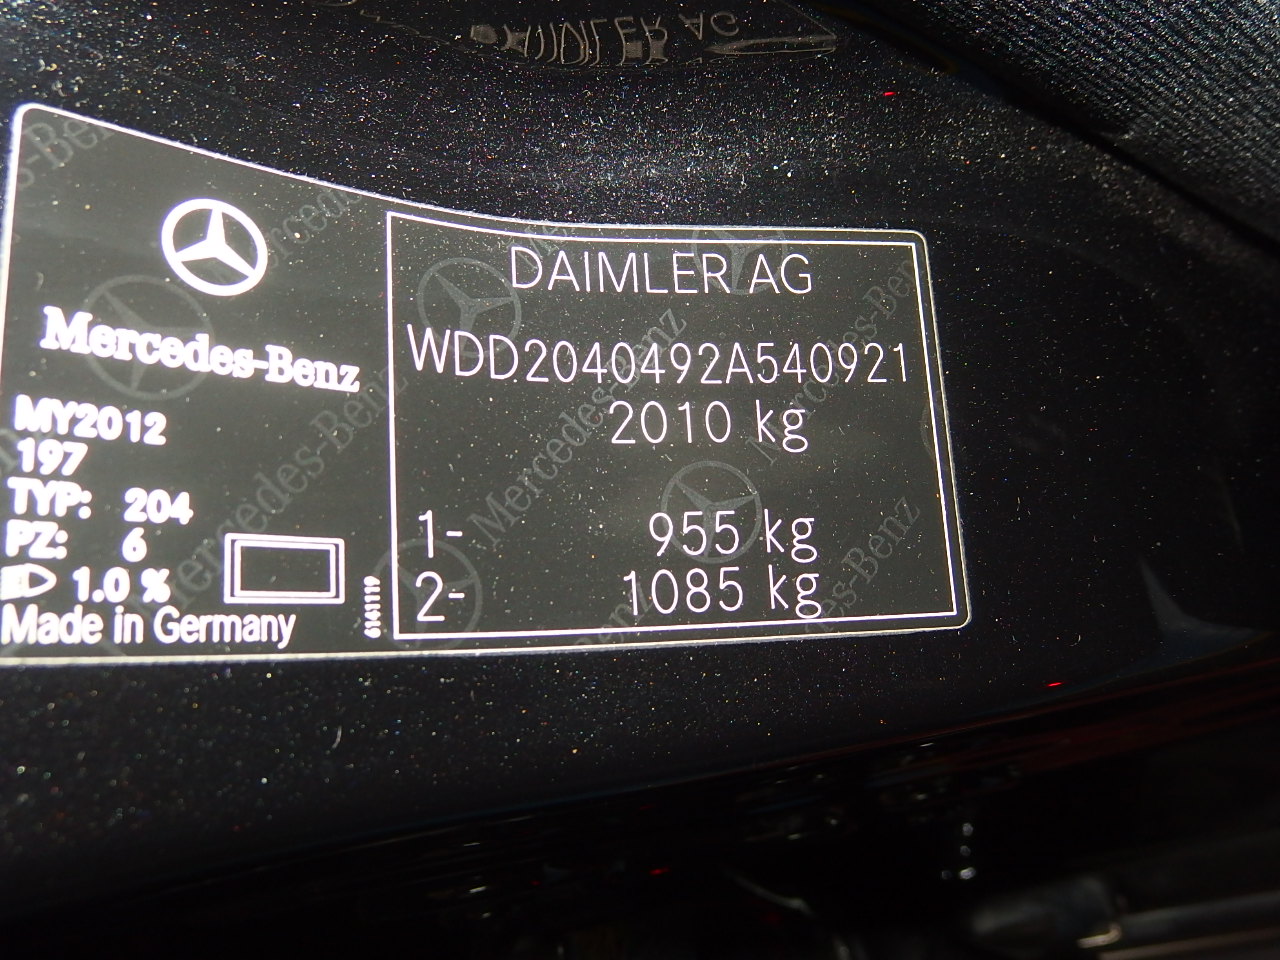 Mercedes-Benz
MY2012
197
TYP: 204
PZ: 6
1.0 %
Made in Germany
6141119
DAIMLER AG
WDD2040492A540921
2010 kg
1- 955 kg
2- 1085 kg